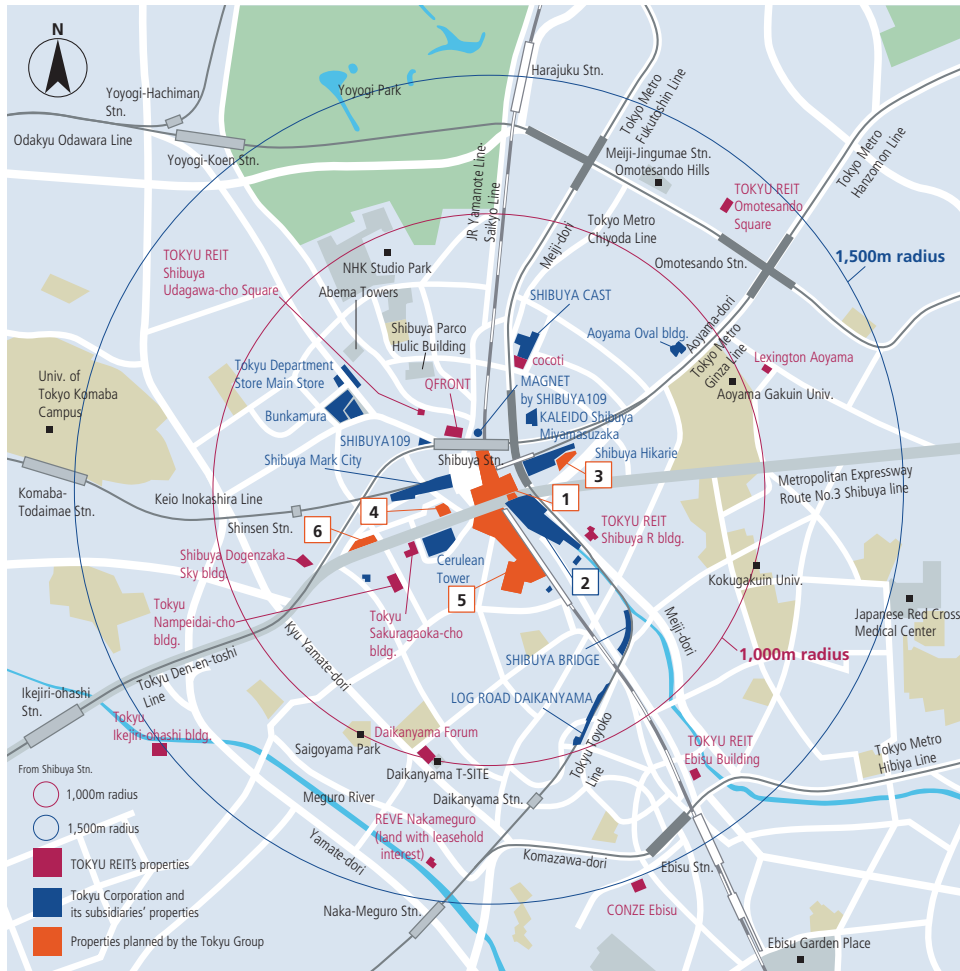 N
Harajuku Stn.
Yoyogi-Hachiman
Stn.
Yoyogi Park
Tokyo Metro
Fukutoshin Line
Odakyu Odawara Line
Yoyogi-Koen Stn.
JR Yamanote Line·
Saikyo Line
Meiji-Jingumae Stn.
Omotesando Hills
Tokyo Metro
Hanzomon Line
TOKYU REIT
Omotesando
Square
Meiji-dori
Tokyo Metro
Chiyoda Line
TOKYU REIT
Shibuya
Udagawa-cho Square
NHK Studio Park
Omotesando Stn.
1,500m radius
Abema Towers
SHIBUYA CAST
Shibuya Parco
Hulic Building
Aoyama Oval bldg.
Aoyama-dori
Tokyo Metro
Ginza Line
Lexington Aoyama
cocoti
Tokyu Department
Store Main Store
QFRONT
MAGNET
by SHIBUYA109
Aoyama Gakuin Univ.
Univ. of
Tokyo Komaba
Campus
Bunkamura
KALEIDO Shibuya
Miyamasuzaka
SHIBUYA109
Shibuya Stn.
Shibuya Hikarie
Shibuya Mark City
Metropolitan Expressway
Route No.3 Shibuya line
3
Komaba-
Todaimae Stn.
Keio Inokashira Line
1
4
Shinsen Stn.
6
TOKYU REIT
Shibuya R bldg.
Shibuya Dogenzaka
Sky bldg.
Cerulean
Tower
2
Kokugakuin Univ.
5
Tokyu
Nampeidai-cho
bldg.
Tokyu
Sakuragaoka-cho
bldg.
Meiji-dori
Japanese Red Cross
Medical Center
Kyu Yamate-dori
SHIBUYA BRIDGE
1,000m radius
Tokyu Den-en-toshi
Line
Ikejiri-ohashi
Stn.
LOG ROAD DAIKANYAMA
Tokyu
Ikejiri-ohashi bldg.
Daikanyama Forum
Saigoyama Park
Tokyu Toyoko
Line
TOKYU REIT
Ebisu Building
Tokyo Metro
Hibiya Line
Daikanyama T-SITE
From Shibuya Stn.
1,000m radius
Meguro River
Daikanyama Stn.
1,500m radius
Yamate-dori
REVE Nakameguro
(land with leasehold
interest)
Komazawa-dori
Ebisu Stn.
TOKYU REIT's properties
Tokyu Corporation and
its subsidiaries' properties
Naka-Meguro Stn.
CONZE Ebisu
Properties planned by the Tokyu Group
Ebisu Garden Place